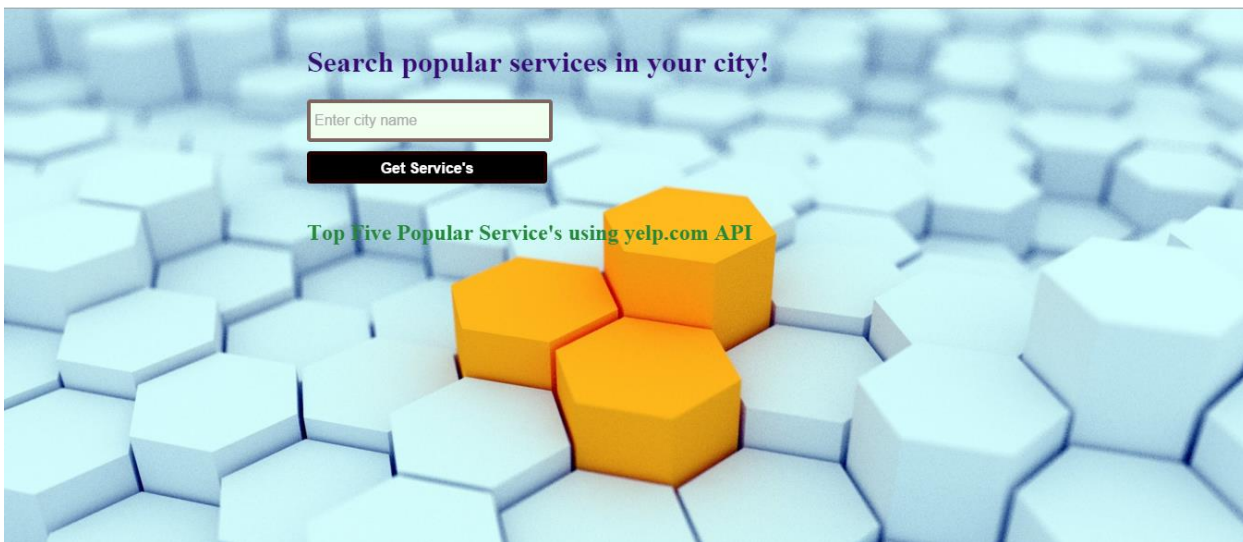 Search popular services in your city!
Enter city name
Get Service's
Top Five Popular Service's using yelp.com API